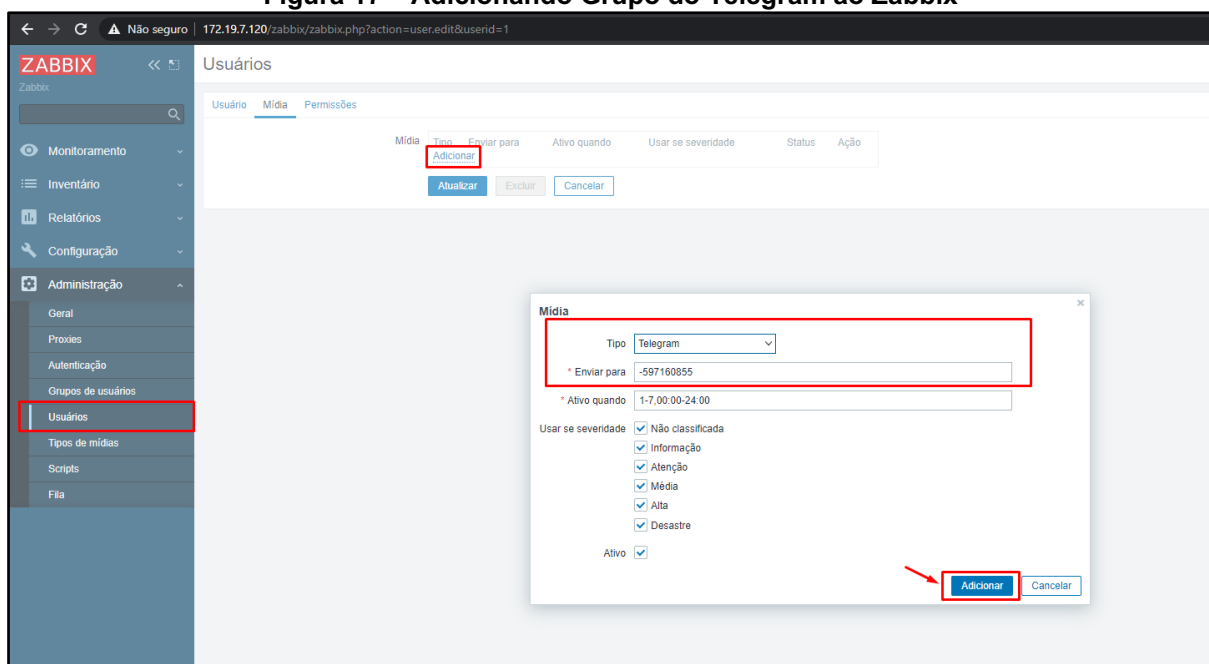 Figura 17 – Adicionando Grupo do Telegram ao Zabbix
Não seguro | 172.19.7.120/zabbix/zabbix.php?action=user.edit&userid=1
ZABBIX
Zabbix
Monitoramento
Inventário
Relatórios
Configuração
Administração
Geral
Proxies
Autenticação
Grupos de usuários
Usuários
Tipos de mídias
Scripts
Fila
Usuários
Usuário Mídia Permissões
Mídia Tipo Enviar para Ativo quando Usar se severidade Status Ação
Adicionar
Atualizar Excluir Cancelar
Mídia
Tipo Telegram
* Enviar para -597160855
* Ativo quando 1-7,00:00-24:00
Usar se severidade Não classificada
Informação
Atenção
Média
Alta
Desastre
Ativo
Adicionar Cancelar